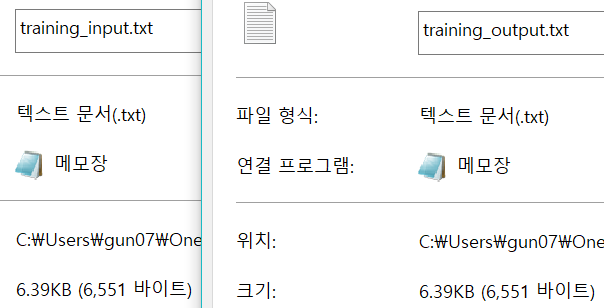 training_input.txt
텍스트 문서(.txt)
메모장
C:₩Users₩gun07₩One
6.39KB (6,551 바이트)
training_output.txt
파일 형식: 텍스트 문서(.txt)
연결 프로그램: 메모장
위치: C:₩Users₩gun07₩One
크기: 6.39KB (6,551 바이트)